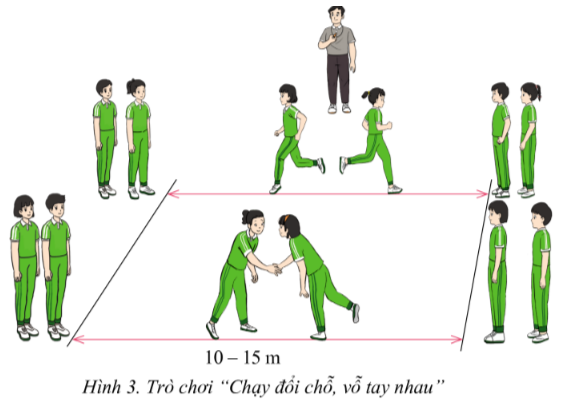 10 – 15 m
Hình 3. Trò chơi “Chạy đổi chỗ, vỗ tay nhau”